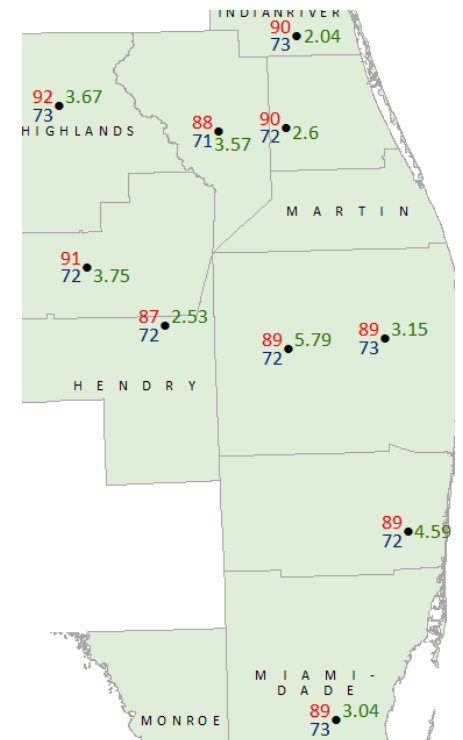 INDIANRIVER
90
73 2.04
92 3.67
73
HIGHLANDS
88
71 3.57
90
72 2.6
MARTIN
91
72 3.75
87 2.53
72
89 5.79
72
89 3.15
73
HENDRY
89
72 4.59
MIAMI-
DADE
MONROE
89 3.04
73